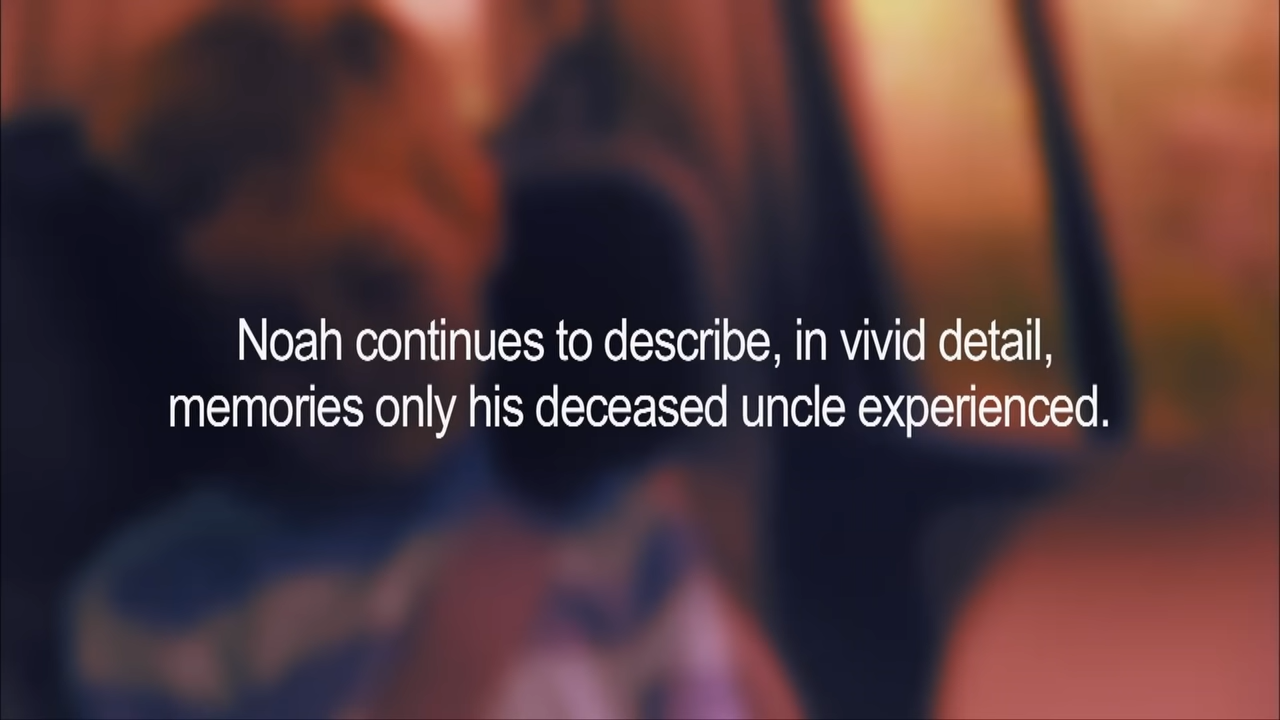 Noah continues to describe, in vivid detail,
memories only his deceased uncle experienced.